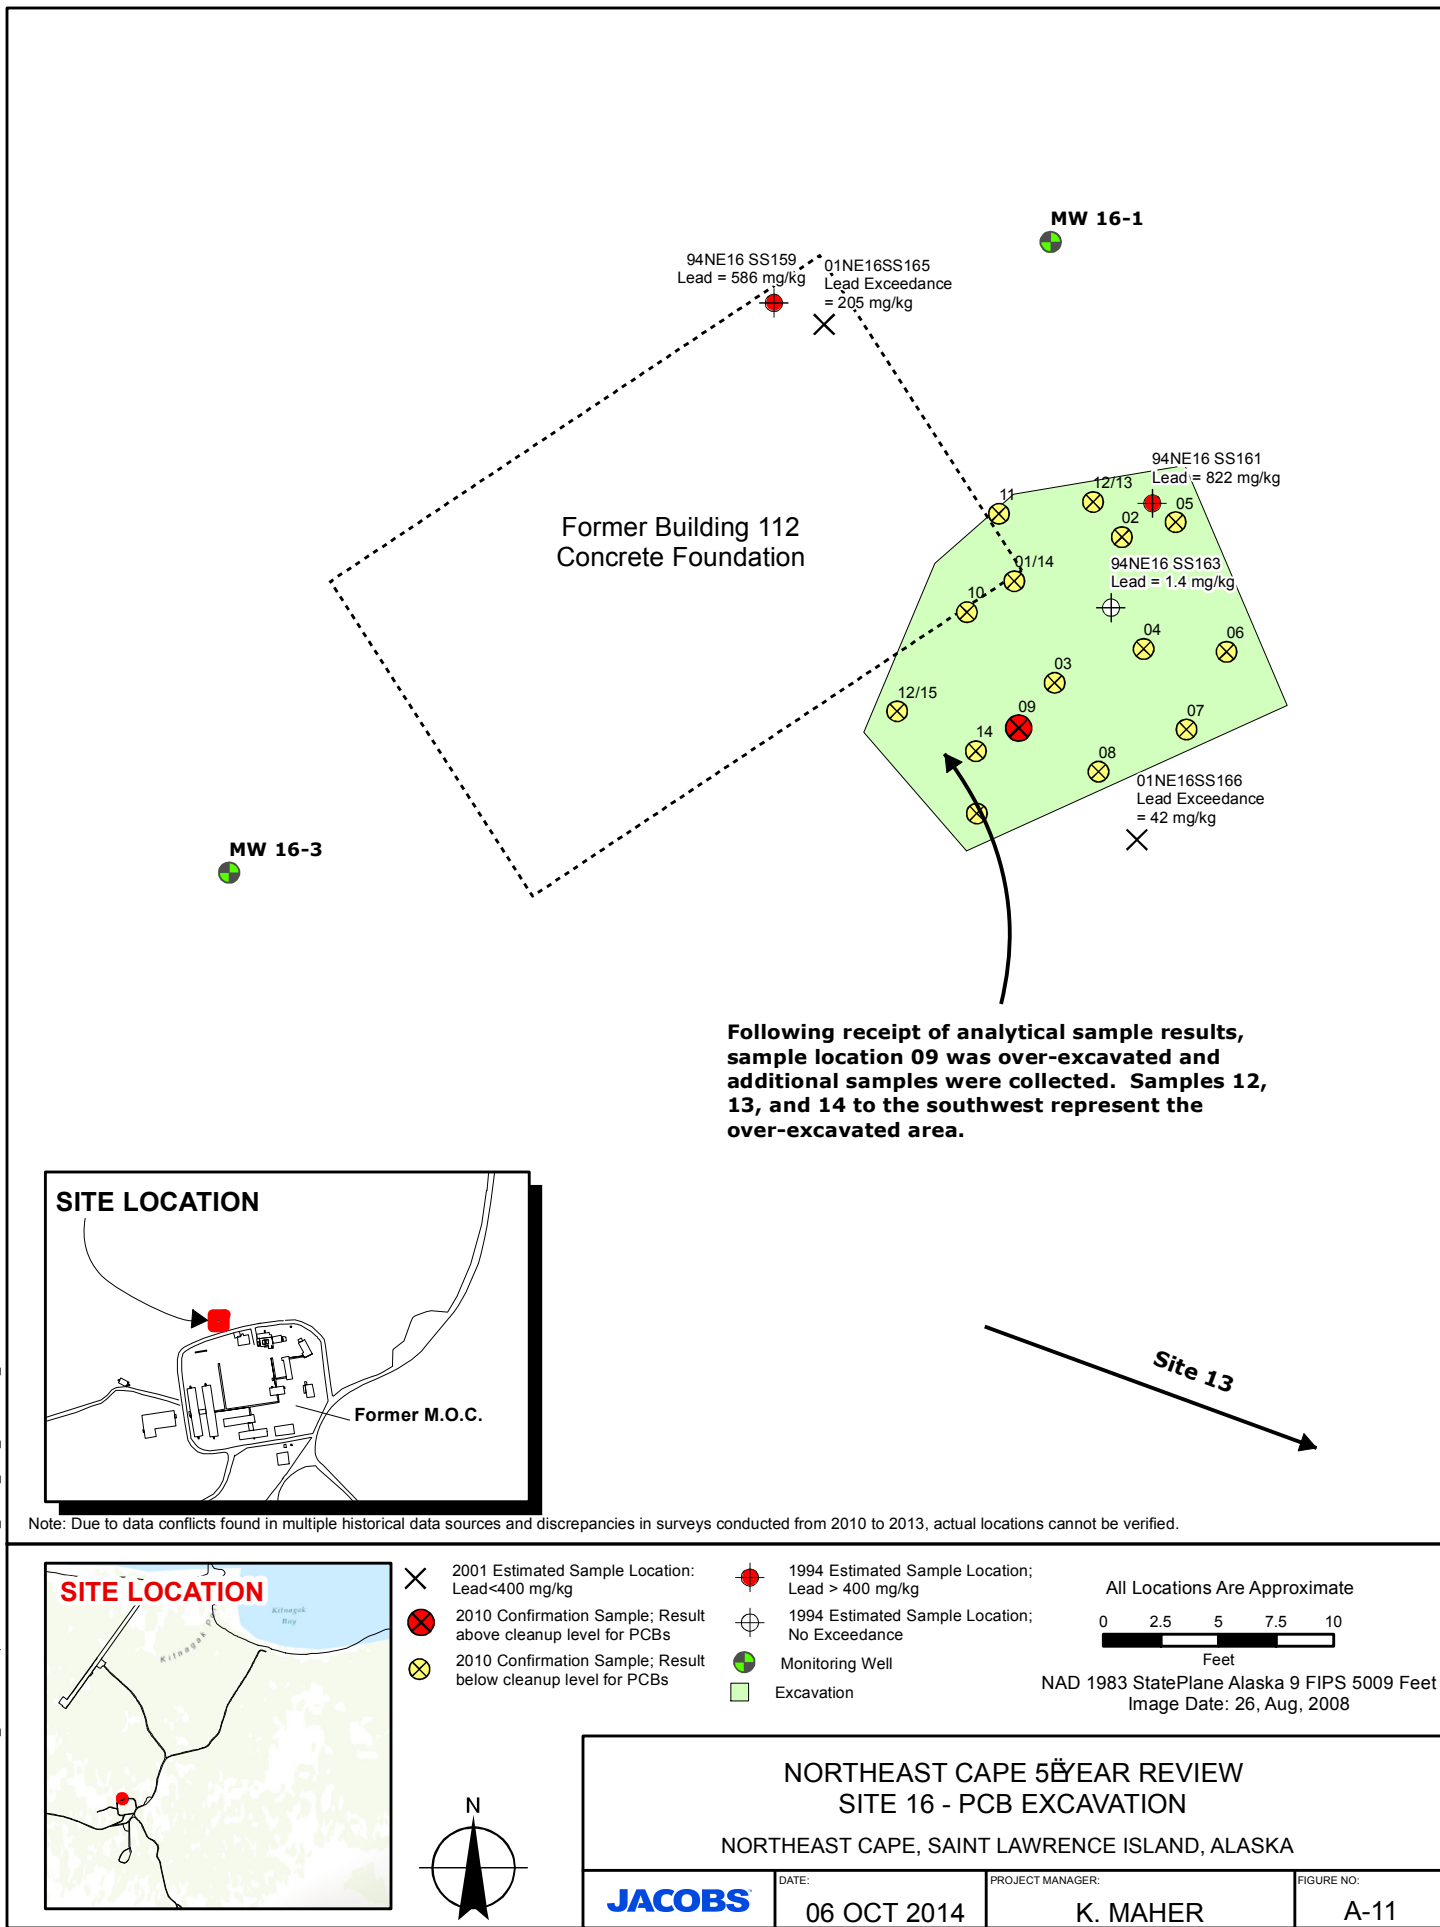 MW 16-1
94NE16 SS159
Lead = 586 mg/kg
01NE16SS165
Lead Exceedance
= 205 mg/kg
94NE16 SS161
Lead = 822 mg/kg
11
12/13
02
05
Former Building 112
Concrete Foundation
94NE16 SS163
Lead = 1.4 mg/kg
01/14
10
04
06
03
12/15
09
07
14
08
01NE16SS166
Lead Exceedance
= 42 mg/kg
MW 16-3
Following receipt of analytical sample results,
sample location 09 was over-excavated and
additional samples were collected.  Samples 12,
13, and 14 to the southwest represent the
over-excavated area.
SITE LOCATION
Former M.O.C.
Site 13
Note: Due to data conflicts found in multiple historical data sources and discrepancies in surveys conducted from 2010 to 2013, actual locations cannot be verified.
SITE LOCATION
Kitnagak
Bay
Kitnagak
2001 Estimated Sample Location:
Lead<400 mg/kg
2010 Confirmation Sample; Result
above cleanup level for PCBs
2010 Confirmation Sample; Result
below cleanup level for PCBs
1994 Estimated Sample Location;
Lead > 400 mg/kg
1994 Estimated Sample Location;
No Exceedance
Monitoring Well
Excavation
All Locations Are Approximate
0 2.5 5 7.5 10
Feet
NAD 1983 StatePlane Alaska 9 FIPS 5009 Feet
Image Date: 26, Aug, 2008
N
NORTHEAST CAPE 5ËYEAR REVIEW
SITE 16 - PCB EXCAVATION
NORTHEAST CAPE, SAINT LAWRENCE ISLAND, ALASKA
JACOBS
DATE:
06 OCT 2014
PROJECT MANAGER:
K. MAHER
FIGURE NO:
A-11